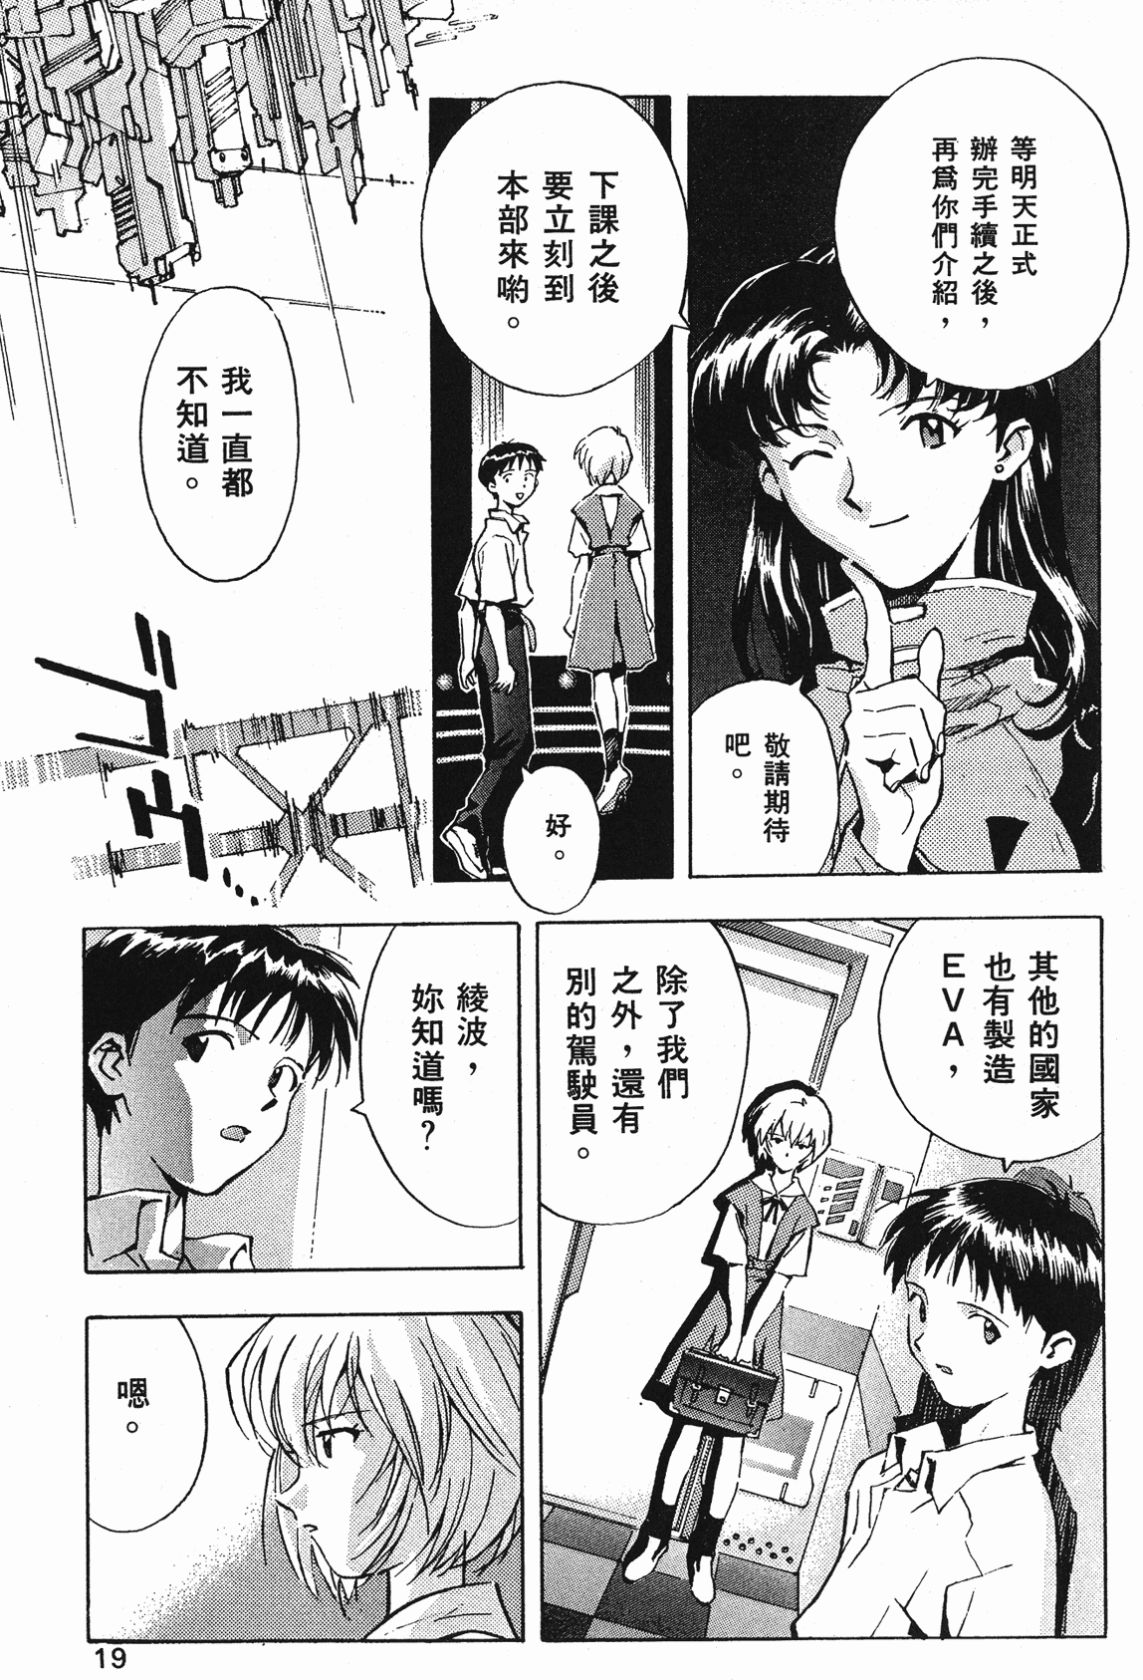 等明天正式
辦完手續之後，
再爲你們介紹，
敬請期待
吧。
下課之後
要立刻到
本部來喲。
好。
我一直都
不知道。
其他的國家
也有製造
EVA，
除了我們
之外，還有
別的駕駛員。
綾波，
妳知道嗎？
嗯。
19